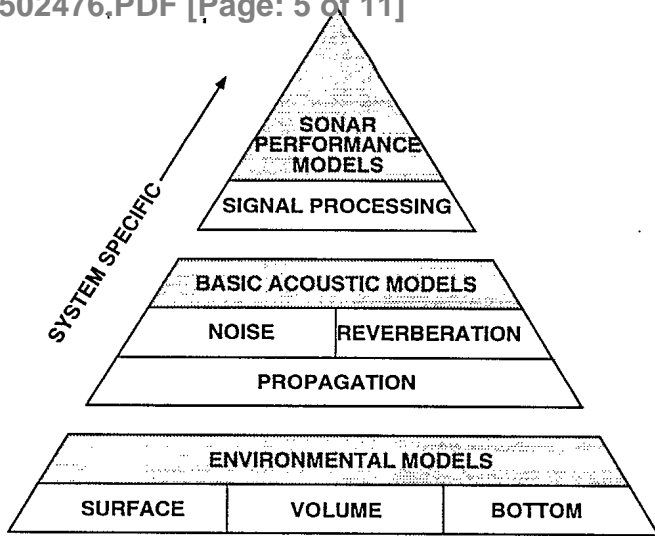 502476.PDF [Page: 5 of 11]
SONAR
PERFORMANCE
MODELS
SIGNAL PROCESSING
SYSTEM SPECIFIC
BASIC ACOUSTIC MODELS
NOISE REVERBERATION
PROPAGATION
ENVIRONMENTAL MODELS
SURFACE VOLUME BOTTOM